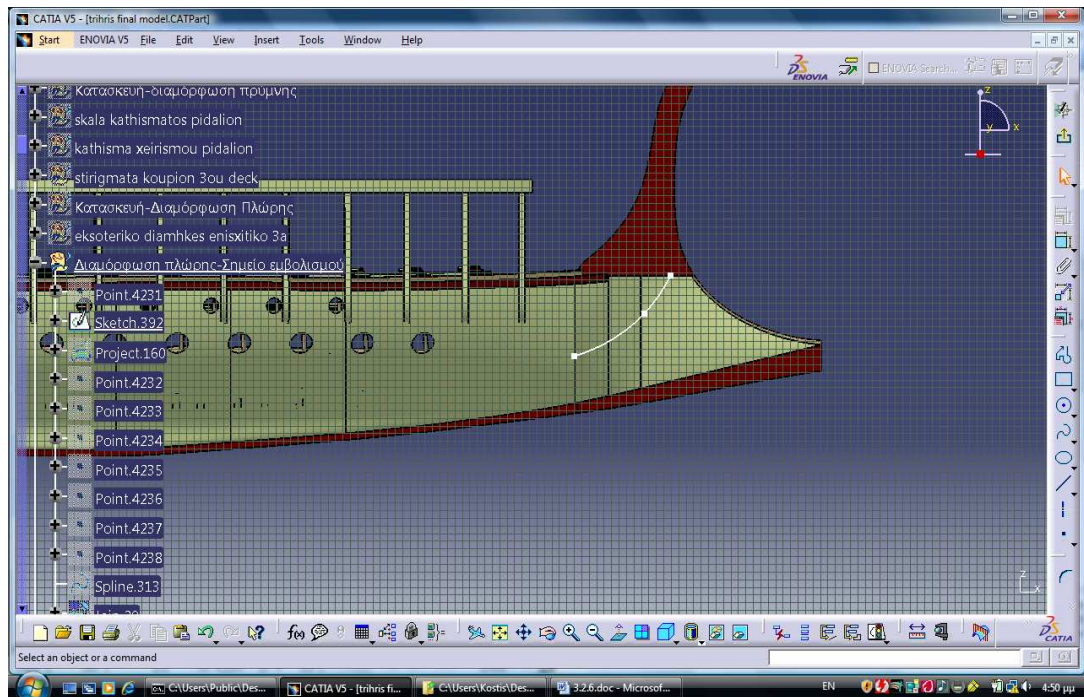 CATIA V5 - [trihris final model.CATPart]
Start ENOVIA V5 File Edit View Insert Tools Window Help
ENOVIA
ENOVIA Search...
Κατασκευή-διαμόρφωση πρύμνης
skala kathismatos pidalion
kathisma xeirismou pidalion
stirigmata koupion 3ou deck
Κατασκευή-Διαμόρφωση Πλώρης
eksoteriko diamhkes enisxitiko 3a
Διαμόρφωση πλώρης-Σημείο εμβολισμού
Point.4231
Sketch.392
Project.160
Point.4232
Point.4233
Point.4234
Point.4235
Point.4236
Point.4237
Point.4238
Spline.313
z
y x
z
x
f(x)
CATIA
Select an object or a command
C:\Users\Public\Des...
CATIA V5 - [trihris fi...
C:\Users\Kostis\Des...
3.2.6.doc - Microsof...
EN
4:50 μμ